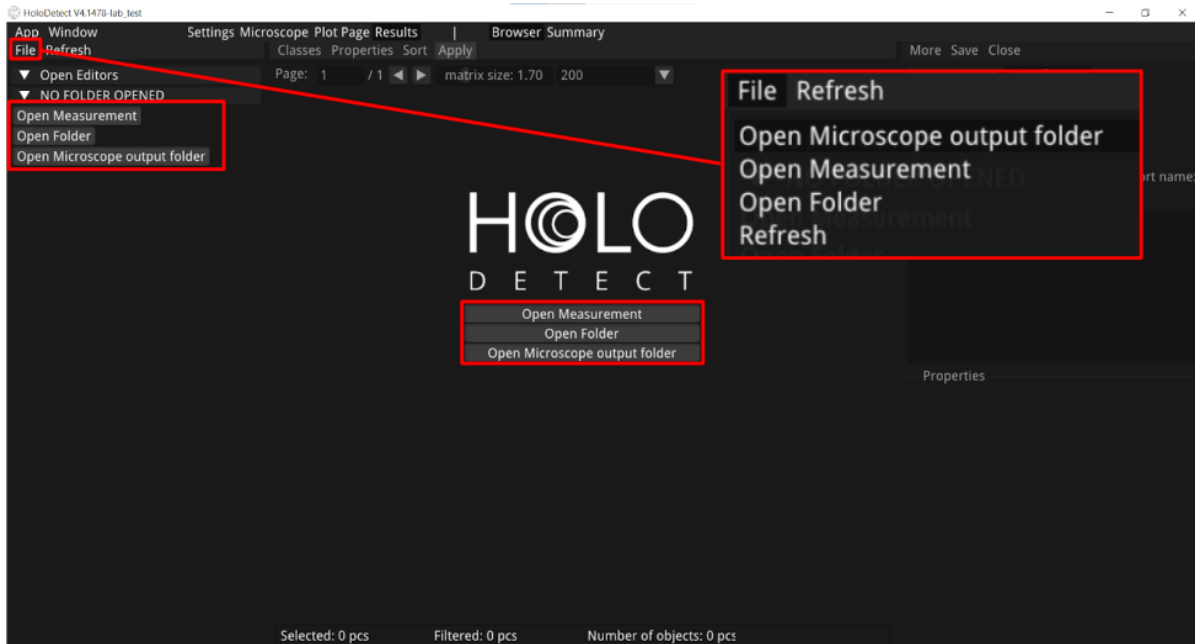 HoloDetect V4.1478-lab_test
App Window Settings Microscope Plot Page Results | Browser Summary
File Refresh Classes Properties Sort Apply More Save Close
Open Editors
Page: 1 / 1 matrix size: 1.70 200
NO FOLDER OPENED
Open Measurement
Open Folder
Open Microscope output folder
File Refresh
Open Microscope output folder
Open Measurement
Open Folder
Refresh
ort name:
HOLO
DETECT
Open Measurement
Open Folder
Open Microscope output folder
Properties
Selected: 0 pcs Filtered: 0 pcs Number of objects: 0 pcs